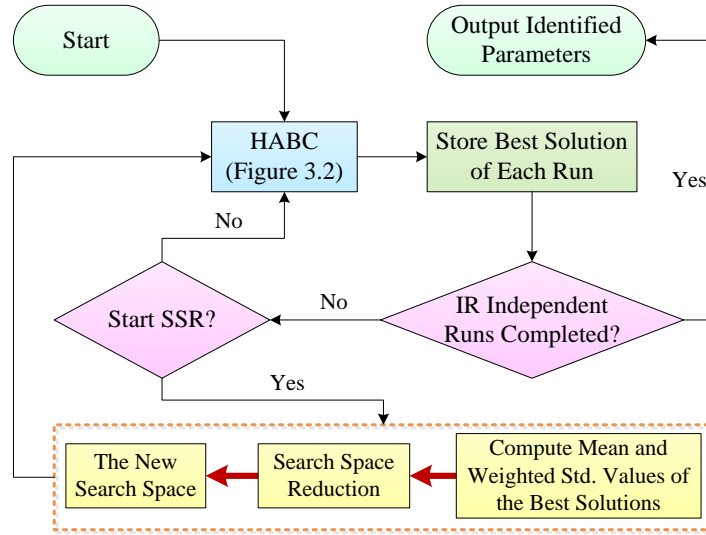 Start
Output Identified
Parameters
HABC
(Figure 3.2)
Store Best Solution
of Each Run
Yes
No
Start SSR?
No
IR Independent
Runs Completed?
Yes
The New
Search Space
Search Space
Reduction
Compute Mean and
Weighted Std. Values of
the Best Solutions